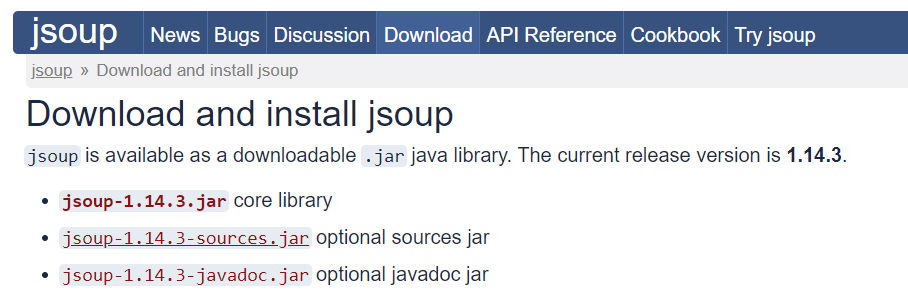 jsoup News Bugs Discussion Download API Reference Cookbook Try jsoup
jsoup » Download and install jsoup
Download and install jsoup
jsoup is available as a downloadable .jar java library. The current release version is 1.14.3.
• jsoup-1.14.3.jar core library
• jsoup-1.14.3-sources.jar optional sources jar
• jsoup-1.14.3-javadoc.jar optional javadoc jar